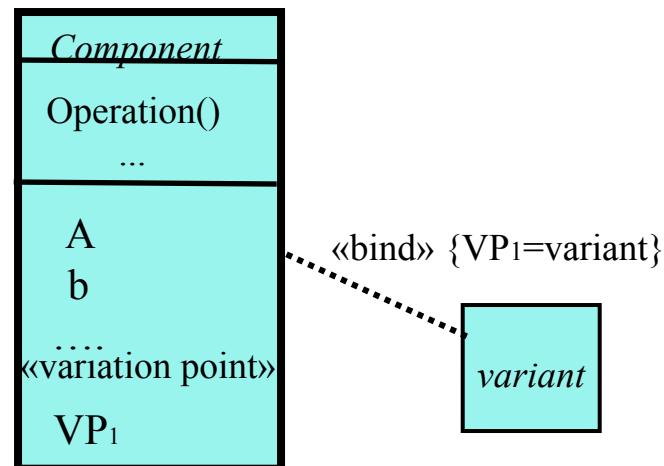 Component
Operation()
...
A
b
....
«variation point»
VP1
«bind» {VP1=variant}
variant